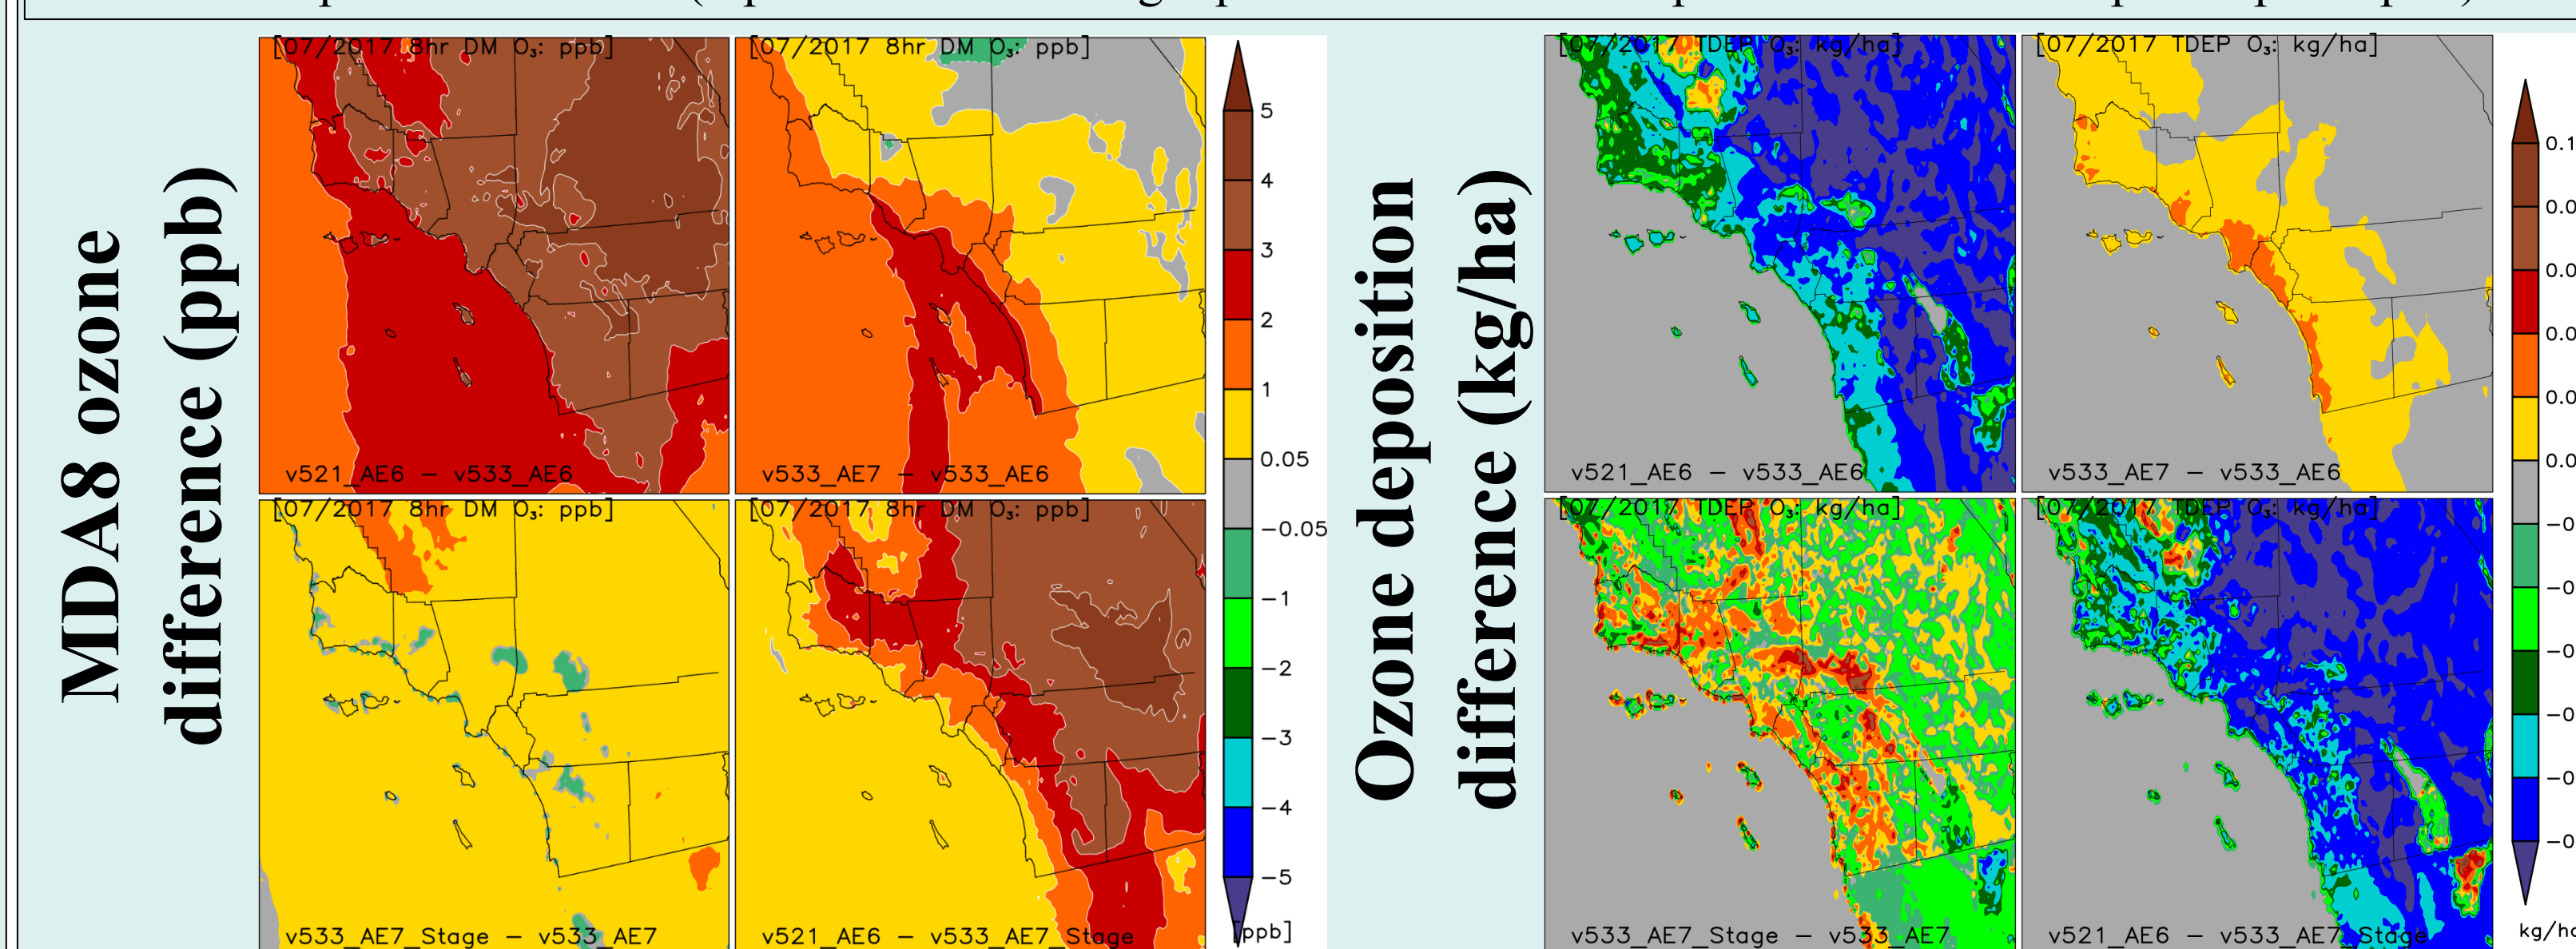 MDA8 ozone
difference (ppb)
[07/2017 8hr DM O₃: ppb]
v521_AE6 – v533_AE6
[07/2017 8hr DM O₃: ppb]
v533_AE7 – v533_AE6
[07/2017 8hr DM O₃: ppb]
v533_AE7_Stage – v533_AE7
[07/2017 8hr DM O₃: ppb]
v521_AE6 – v533_AE7_Stage
5
4
3
2
1
0.05
−0.05
−1
−2
−3
−4
−5
[ppb]
Ozone deposition
difference (kg/ha)
[07/2017 TDEP O₃: kg/ha]
v521_AE6 – v533_AE6
[07/2017 TDEP O₃: kg/ha]
v533_AE7 – v533_AE6
[07/2017 TDEP O₃: kg/ha]
v533_AE7_Stage – v533_AE7
[07/2017 TDEP O₃: kg/ha]
v521_AE6 – v533_AE7_Stage